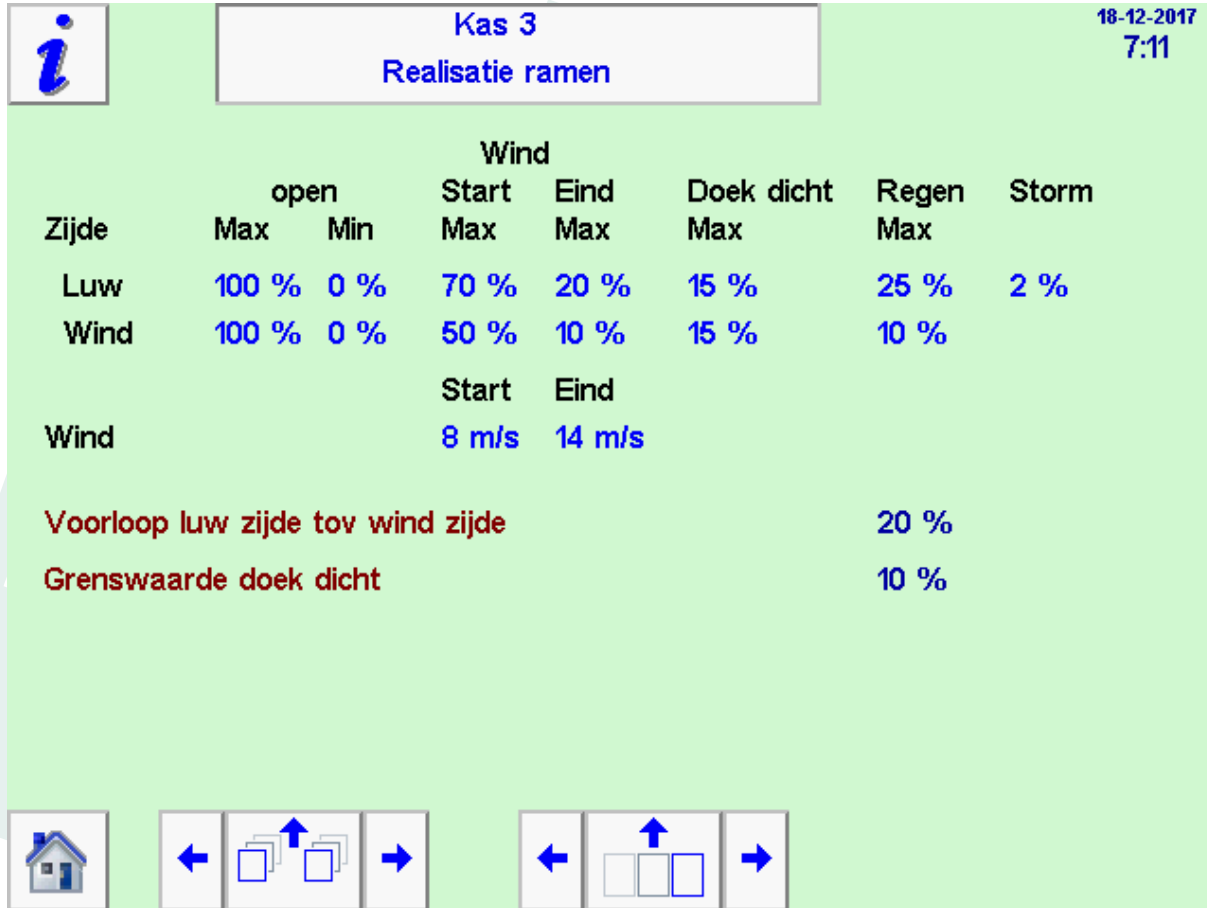 i
Kas 3
Realisatie ramen
18-12-2017
7:11
Wind
open Start Eind Doek dicht Regen Storm
Zijde Max Min Max Max Max Max
Luw 100 % 0 % 70 % 20 % 15 % 25 % 2 %
Wind 100 % 0 % 50 % 10 % 15 % 10 %
Start Eind
Wind 8 m/s 14 m/s
Voorloop luw zijde tov wind zijde 20 %
Grenswaarde doek dicht 10 %